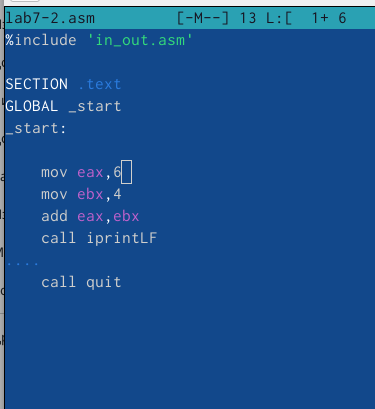 lab7-2.asm [-M--] 13 L:[ 1+ 6
%include 'in_out.asm'
SECTION .text
GLOBAL _start
_start:
mov eax,6
mov ebx,4
add eax,ebx
call iprintLF
....
call quit